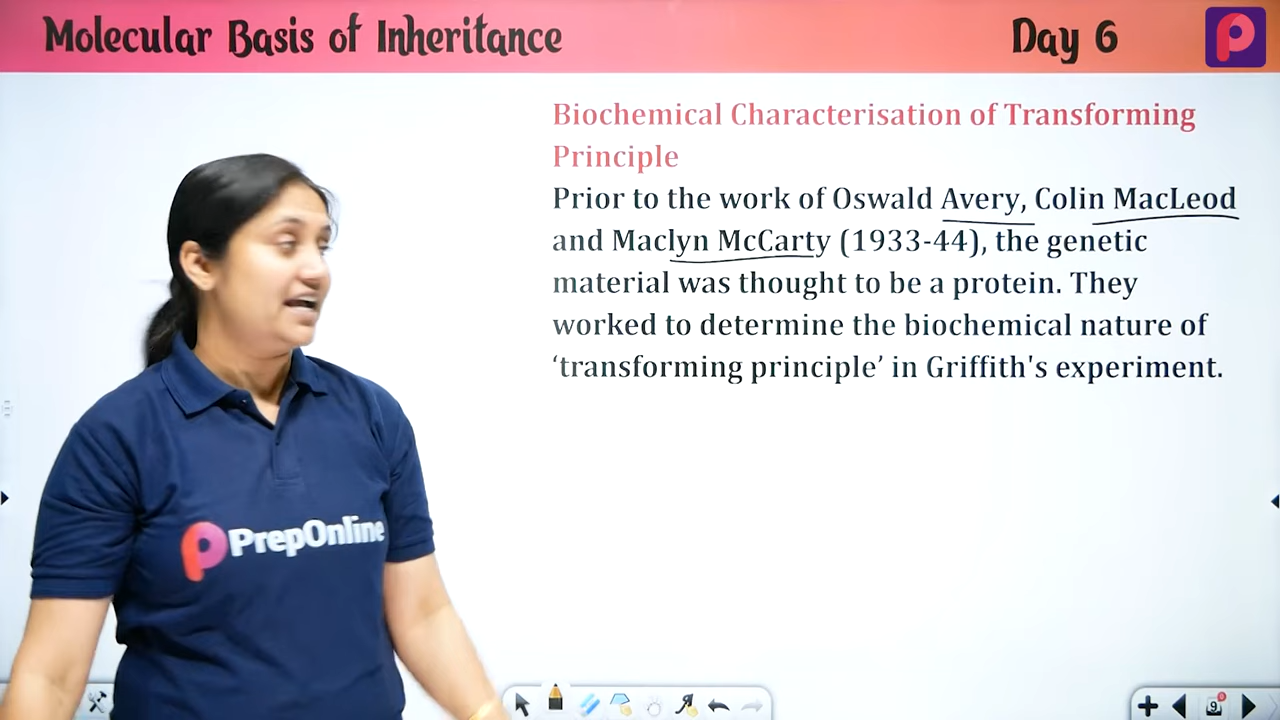 Molecular Basis of Inheritance
Day 6
Biochemical Characterisation of Transforming
Principle
Prior to the work of Oswald Avery, Colin MacLeod
and Maclyn McCarty (1933-44), the genetic
material was thought to be a protein. They
worked to determine the biochemical nature of
‘transforming principle’ in Griffith's experiment.
PrepOnline
9